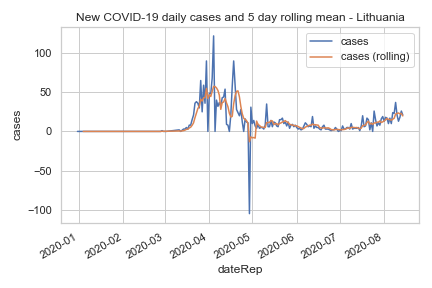 New COVID-19 daily cases and 5 day rolling mean - Lithuania
cases
cases (rolling)
100
50
0
−50
−100
cases
2020-01
2020-02
2020-03
2020-04
2020-05
2020-06
2020-07
2020-08
dateRep